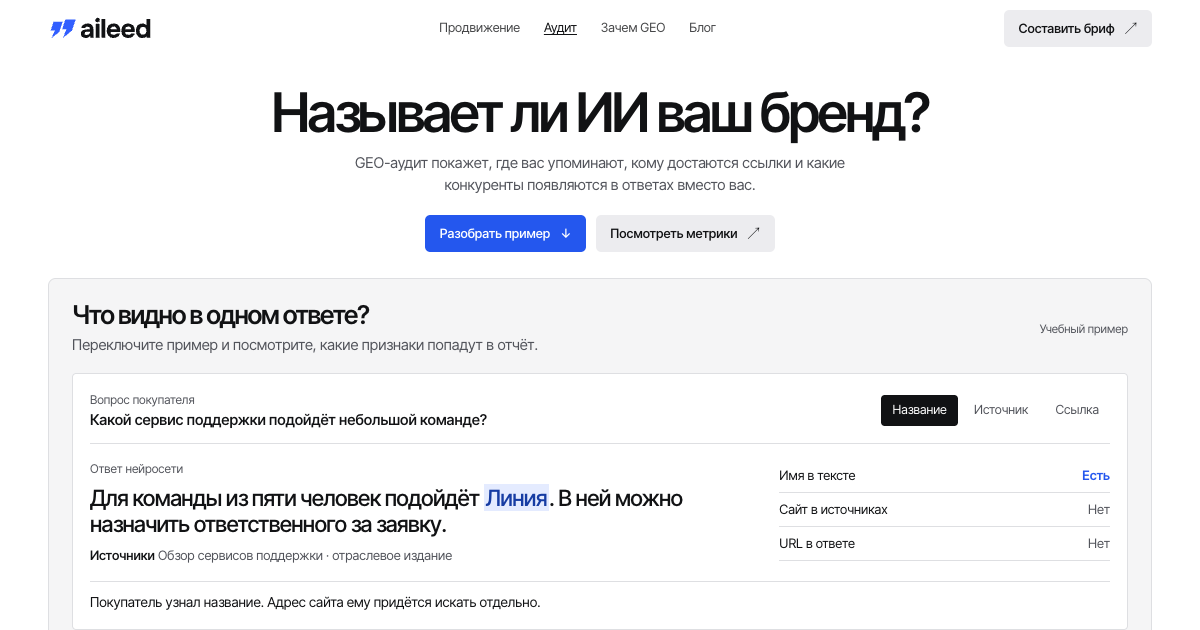 aileed
Продвижение
Аудит
Зачем GEO
Блог
Составить бриф
Называет ли ИИ ваш бренд?
GEO-аудит покажет, где вас упоминают, кому достаются ссылки и какие
конкуренты появляются в ответах вместо вас.
Разобрать пример ↓
Посмотреть метрики
Что видно в одном ответе?
Переключите пример и посмотрите, какие признаки попадут в отчёт.
Учебный пример
Вопрос покупателя
Какой сервис поддержки подойдёт небольшой команде?
Название
Источник
Ссылка
Ответ нейросети
Для команды из пяти человек подойдёт Линия. В ней можно
назначить ответственного за заявку.
Источники Обзор сервисов поддержки · отраслевое издание
Имя в тексте Есть
Сайт в источниках Нет
URL в ответе Нет
Покупатель узнал название. Адрес сайта ему придётся искать отдельно.